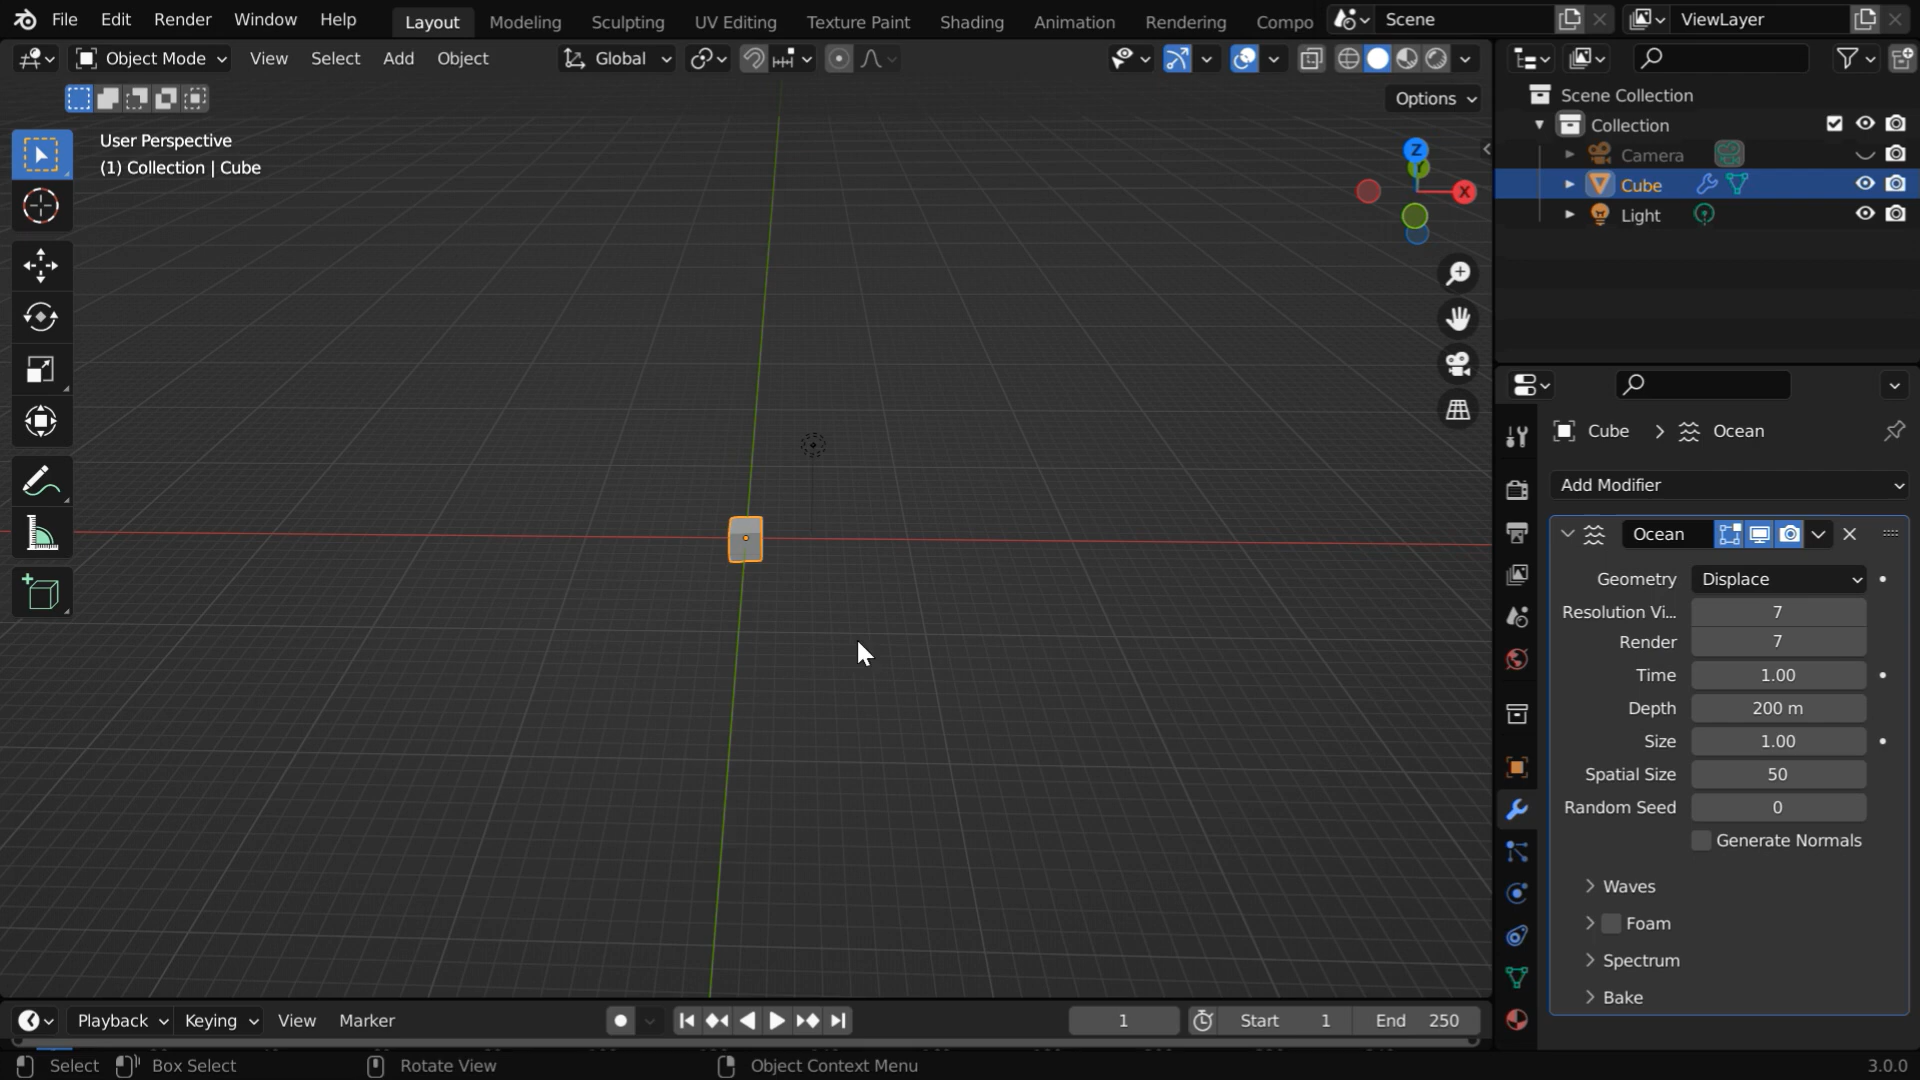 File Edit Render Window Help Layout Modeling Sculpting UV Editing Texture Paint Shading Animation Rendering Compo Scene ViewLayer
Object Mode View Select Add Object Global
Options
User Perspective
(1) Collection | Cube
Z
X
Scene Collection
Collection
Camera
Cube
Light
Cube > Ocean
Add Modifier
Ocean
Geometry Displace
Resolution Vi... 7
Render 7
Time 1.00
Depth 200 m
Size 1.00
Spatial Size 50
Random Seed 0
Generate Normals
Waves
Foam
Spectrum
Bake
Playback Keying View Marker 1 Start 1 End 250
Select Box Select Rotate View Object Context Menu 3.0.0